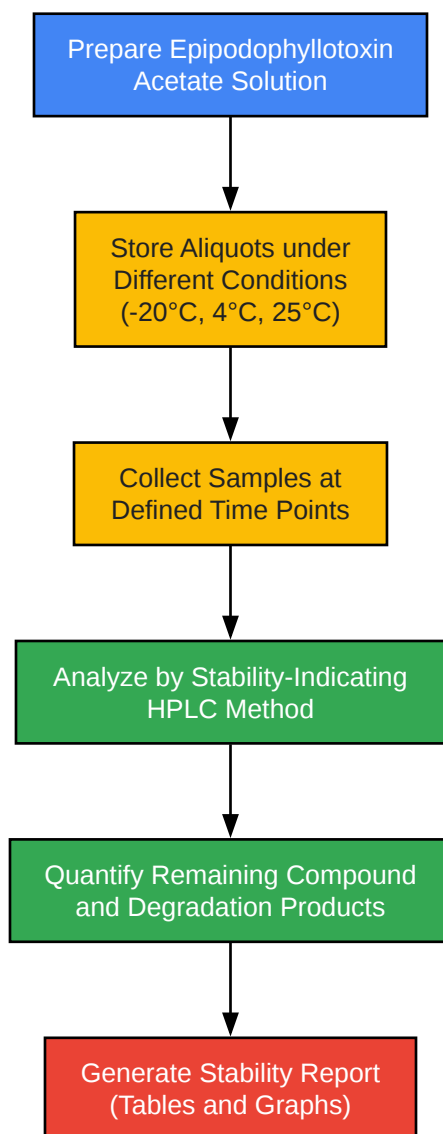 Prepare Epipodophyllotoxin
Acetate Solution
Store Aliquots under
Different Conditions
(-20°C, 4°C, 25°C)
Collect Samples at
Defined Time Points
Analyze by Stability-Indicating
HPLC Method
Quantify Remaining Compound
and Degradation Products
Generate Stability Report
(Tables and Graphs)